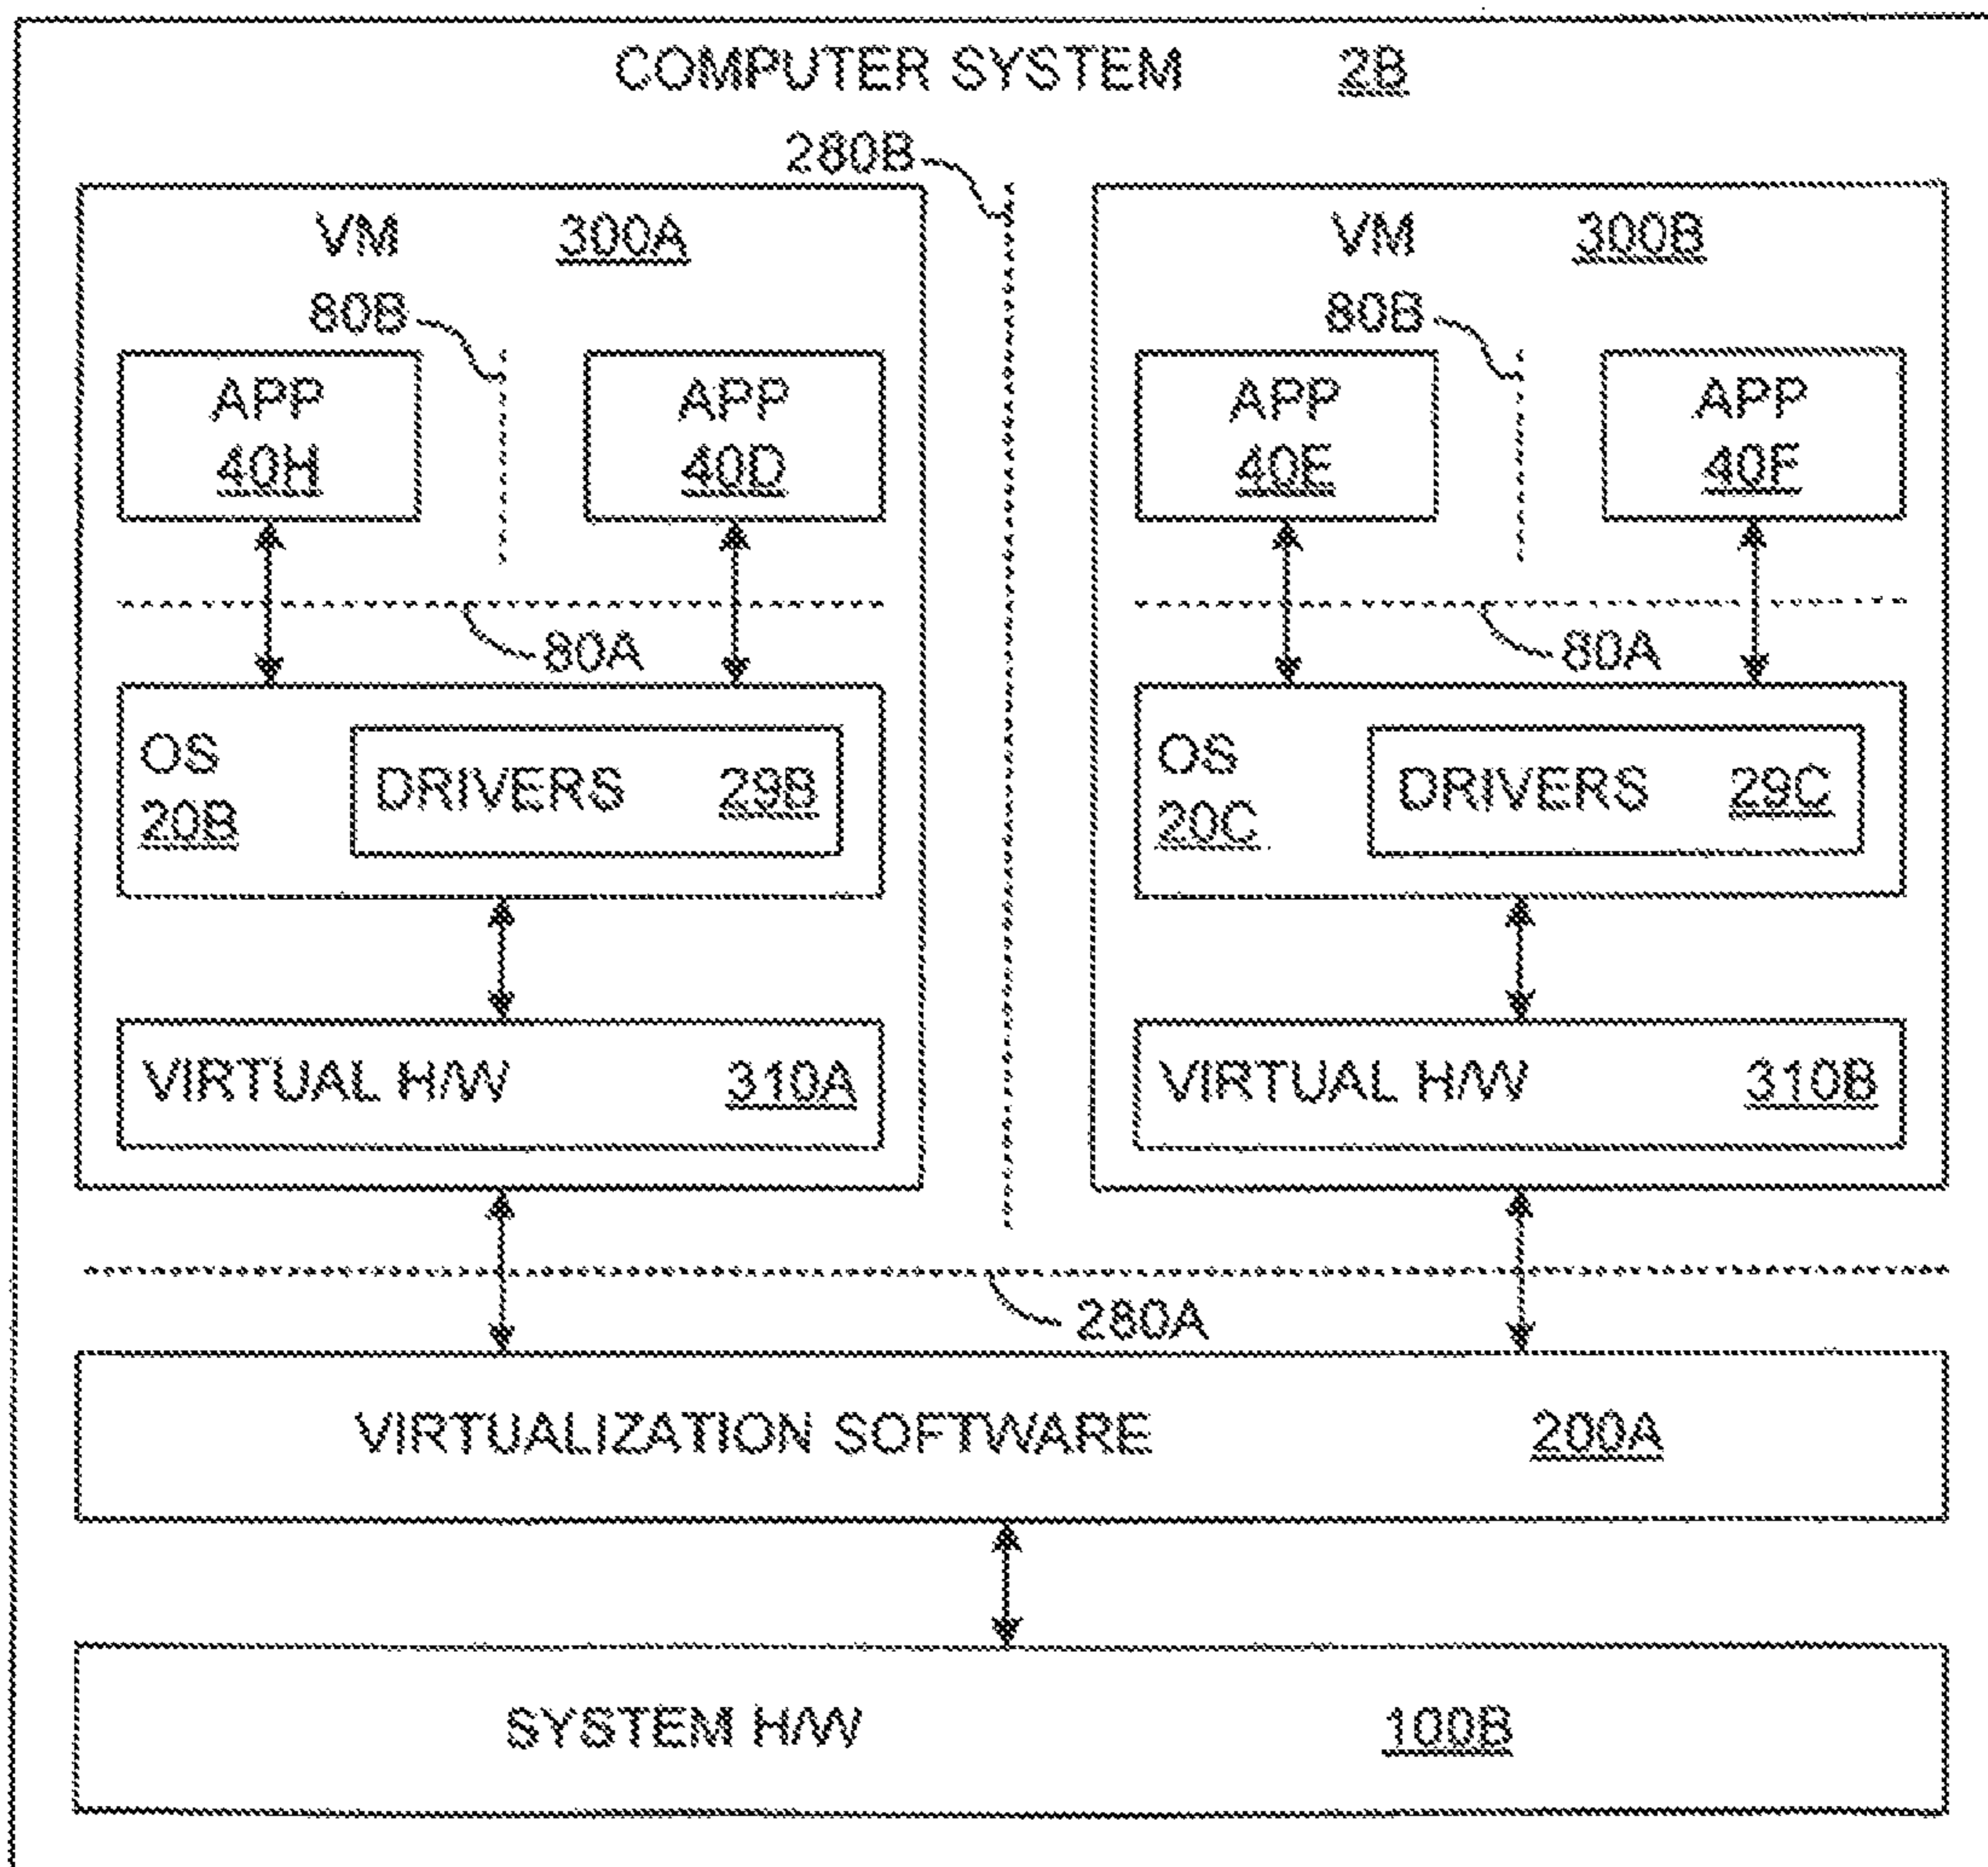 COMPUTER SYSTEM 2B
280B
VM 300A
80B
APP
40H
APP
40D
80A
OS
20B
DRIVERS 29B
VIRTUAL H/W 310A
VM 300B
80B
APP
40E
APP
40F
80A
OS
20C
DRIVERS 29C
VIRTUAL H/W 310B
280A
VIRTUALIZATION SOFTWARE 200A
SYSTEM H/W 100B